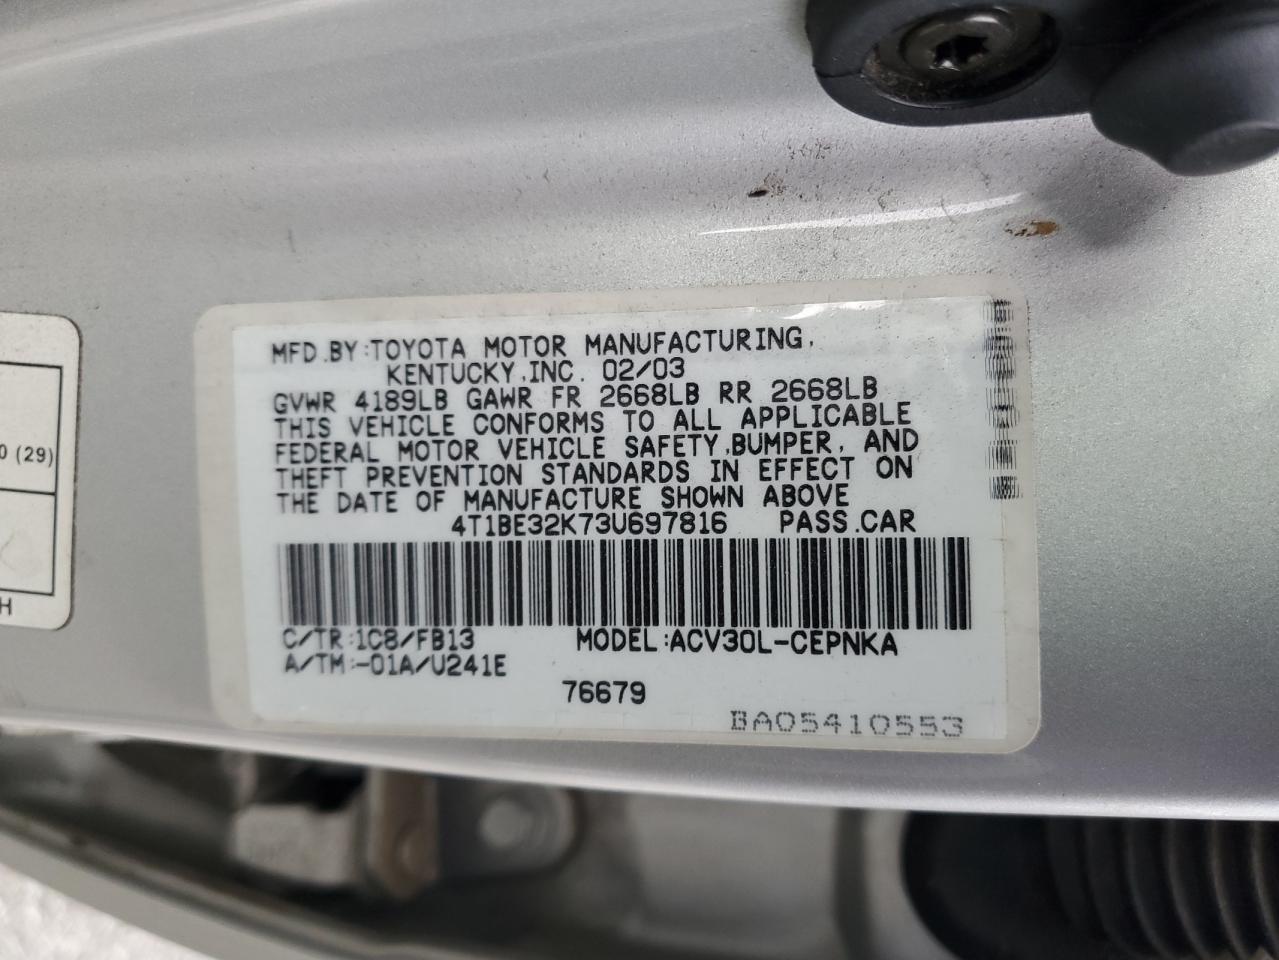 MFD.BY:TOYOTA MOTOR MANUFACTURING,
KENTUCKY,INC. 02/03
GVWR 4189LB GAWR FR 2668LB RR 2668LB
THIS VEHICLE CONFORMS TO ALL APPLICABLE
FEDERAL MOTOR VEHICLE SAFETY,BUMPER, AND
THEFT PREVENTION STANDARDS IN EFFECT ON
THE DATE OF MANUFACTURE SHOWN ABOVE
4T1BE32K73U697816 PASS.CAR
C/TR:1C8/FB13 MODEL:ACV30L-CEPNKA
A/TM:-01A/U241E
76679
BA05410553
0 (29)
H